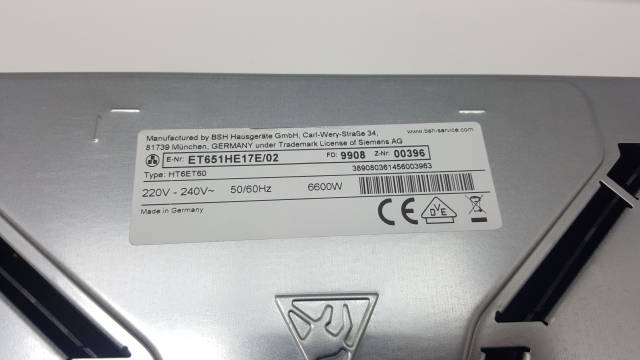 Manufactured by BSH Hausgeräte GmbH, Carl-Wery-Straße 34, www.bsh-service.com
81739 München, GERMANY under Trademark License of Siemens AG
E-Nr: ET651HE17E/02 FD: 9908 Z-Nr: 00396
Type: HT6ET60 389080361456003963
220V - 240V~ 50/60Hz 6600W
Made in Germany
CE
DVE